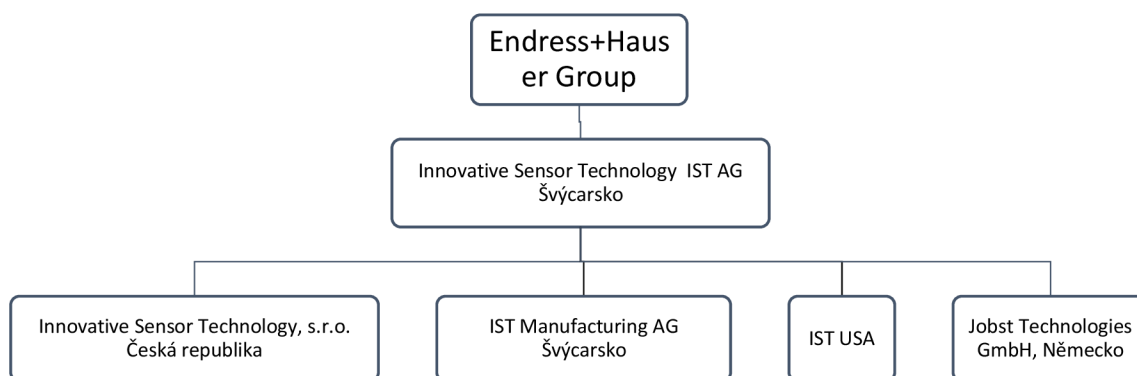 Endress+Haus
er Group
Innovative Sensor Technology  IST AG
Švýcarsko
Innovative Sensor Technology, s.r.o.
Česká republika
IST Manufacturing AG
Švýcarsko
IST USA
Jobst Technologies
GmbH, Německo